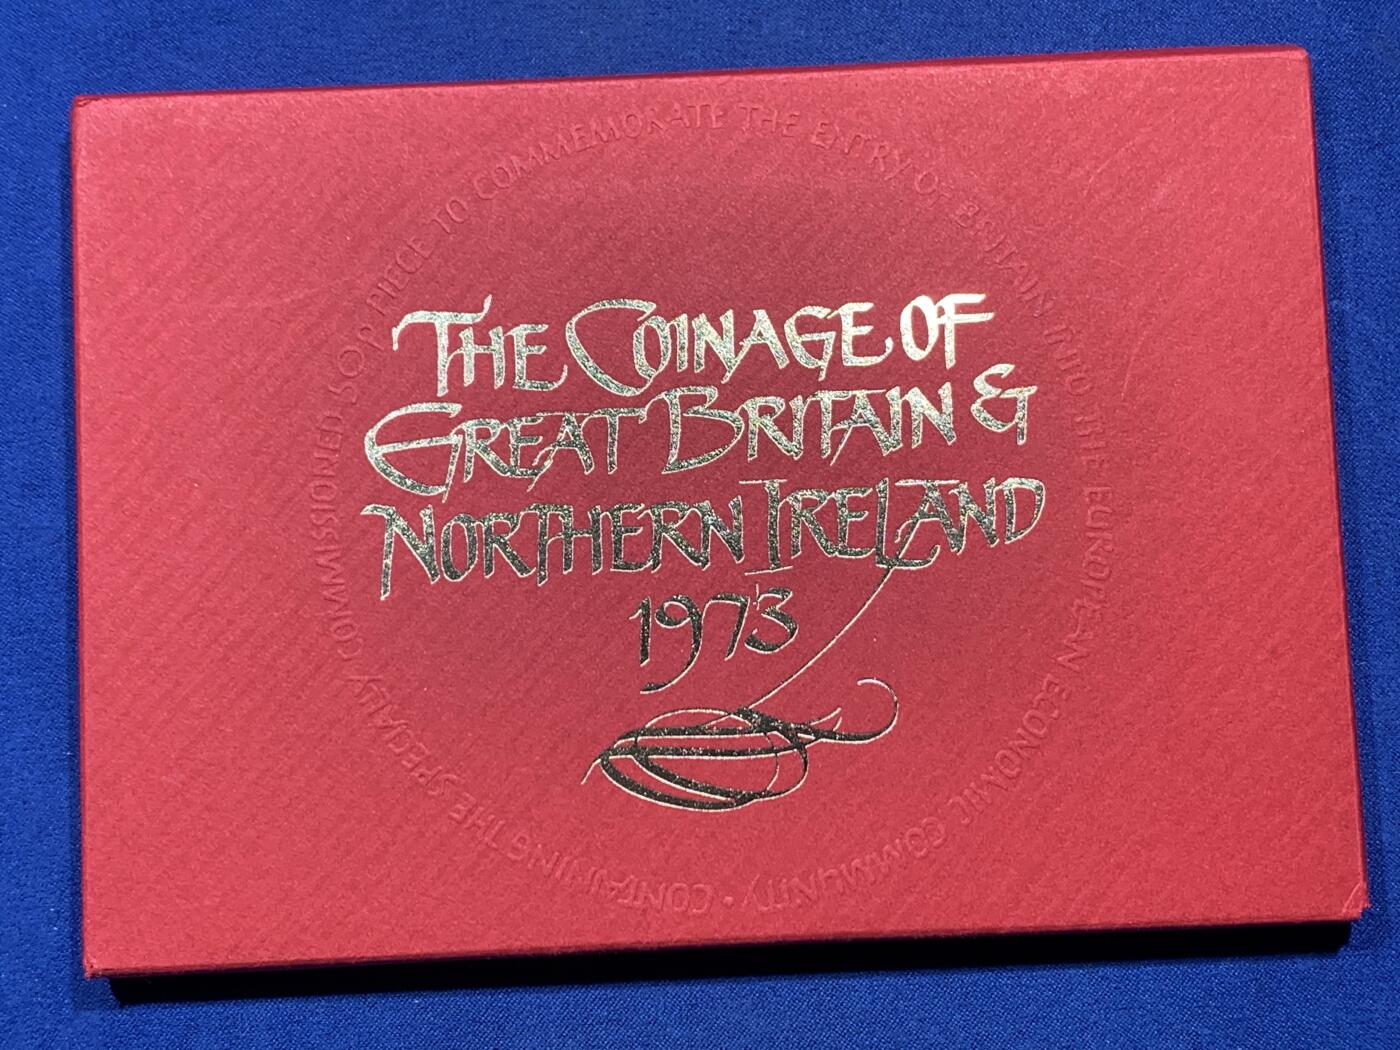 THE COINAGE OF
GREAT BRITAIN &
NORTHERN IRELAND
1973
CONTAINING THE SPECIALLY COMMISSIONED 50P PIECE TO COMMEMORATE THE ENTRY OF BRITAIN INTO THE EUROPEAN ECONOMIC COMMUNITY •